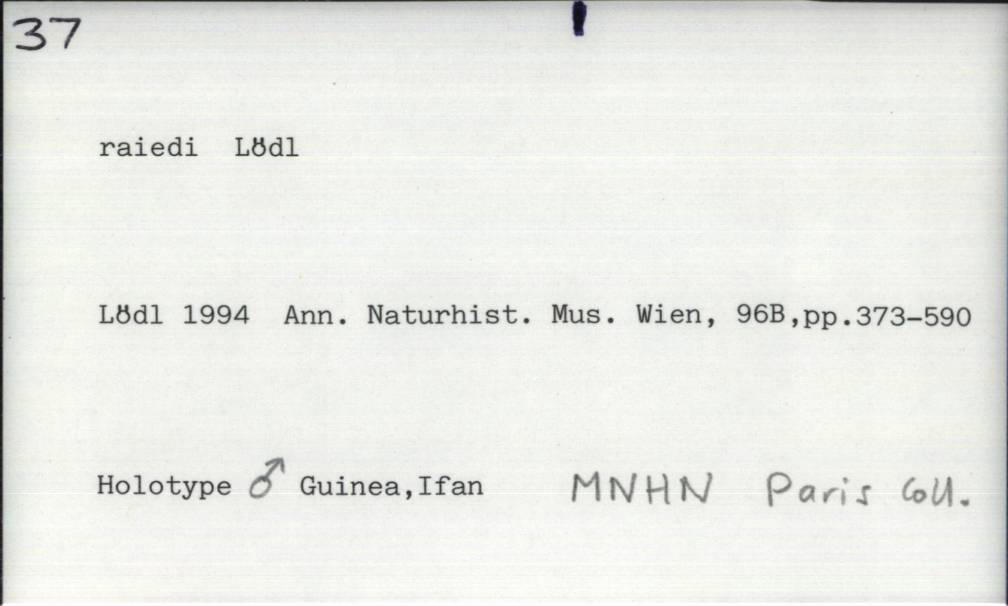 37
raiedi Lödl
Lödl 1994 Ann. Naturhist. Mus. Wien, 96B,pp.373-590
Holotype ♂ Guinea,Ifan MNHN Paris Coll.